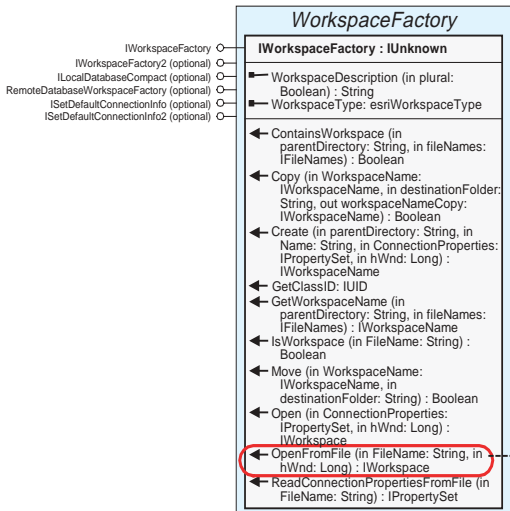 WorkspaceFactory
IWorkspaceFactory
IWorkspaceFactory2 (optional)
ILocalDatabaseCompact (optional)
RemoteDatabaseWorkspaceFactory (optional)
ISetDefaultConnectionInfo (optional)
ISetDefaultConnectionInfo2 (optional)
IWorkspaceFactory : IUnknown
WorkspaceDescription (in plural:
Boolean) : String
WorkspaceType: esriWorkspaceType
ContainsWorkspace (in
parentDirectory: String, in fileNames:
IFileNames) : Boolean
Copy (in WorkspaceName:
IWorkspaceName, in destinationFolder:
String, out workspaceNameCopy:
IWorkspaceName) : Boolean
Create (in parentDirectory: String, in
Name: String, in ConnectionProperties:
IPropertySet, in hWnd: Long) :
IWorkspaceName
GetClassID: IUID
GetWorkspaceName (in
parentDirectory: String, in fileNames:
IFileNames) : IWorkspaceName
IsWorkspace (in FileName: String) :
Boolean
Move (in WorkspaceName:
IWorkspaceName, in
destinationFolder: String) : Boolean
Open (in ConnectionProperties:
IPropertySet, in hWnd: Long) :
IWorkspace
OpenFromFile (in FileName: String, in
hWnd: Long) : IWorkspace
ReadConnectionPropertiesFromFile (in
FileName: String) : IPropertySet